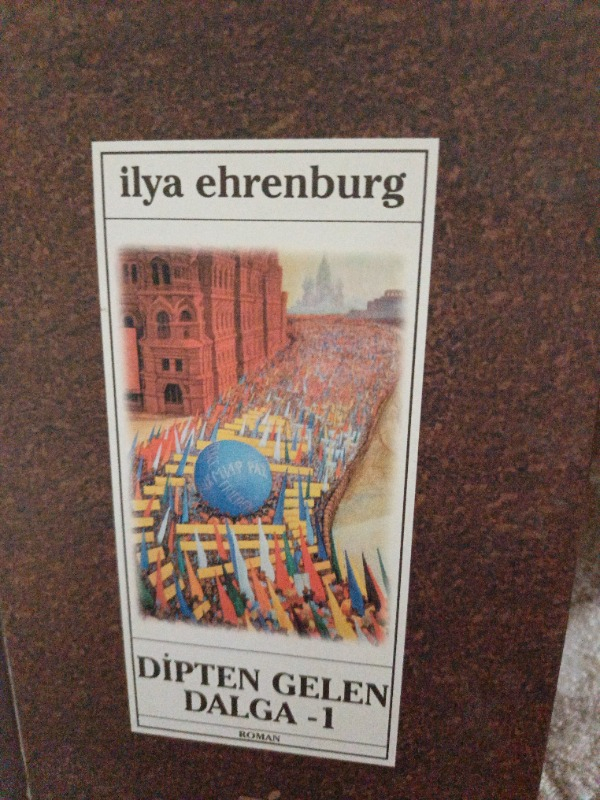 ilya ehrenburg
DİPTEN GELEN
DALGA -1
ROMAN